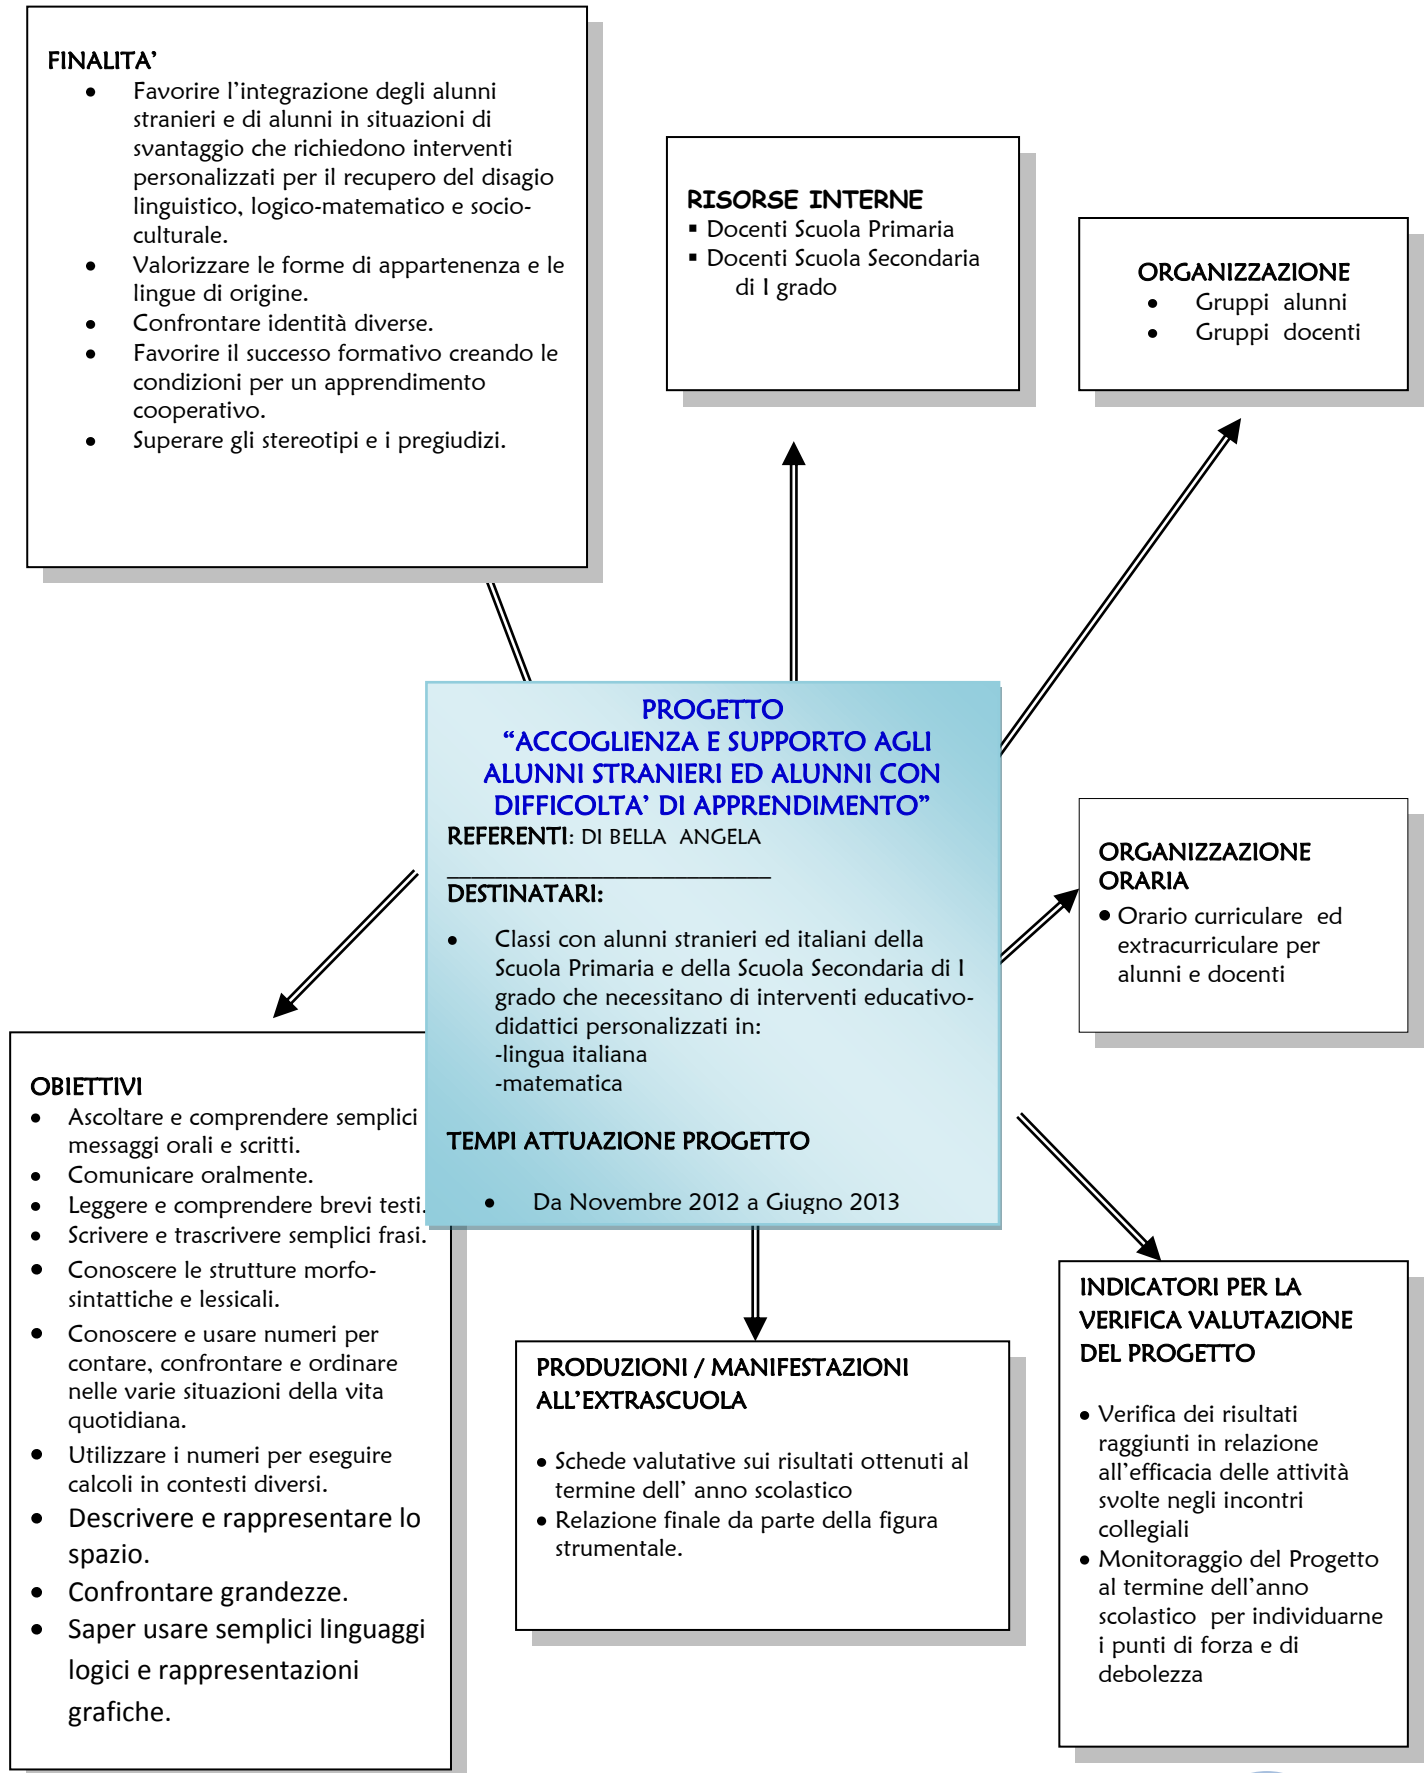 FINALITA’
• Favorire l’integrazione degli alunni
stranieri e di alunni in situazioni di
svantaggio che richiedono interventi
personalizzati per il recupero del disagio
linguistico, logico-matematico e socio-
culturale.
• Valorizzare le forme di appartenenza e le
lingue di origine.
• Confrontare identità diverse.
• Favorire il successo formativo creando le
condizioni per un apprendimento
cooperativo.
• Superare gli stereotipi e i pregiudizi.
RISORSE INTERNE
▪ Docenti Scuola Primaria
▪ Docenti Scuola Secondaria
di I grado
ORGANIZZAZIONE
• Gruppi alunni
• Gruppi docenti
PROGETTO
“ACCOGLIENZA E SUPPORTO AGLI
ALUNNI STRANIERI ED ALUNNI CON
DIFFICOLTA’ DI APPRENDIMENTO”
REFERENTI: DI BELLA ANGELA
___________________________
DESTINATARI:
• Classi con alunni stranieri ed italiani della
Scuola Primaria e della Scuola Secondaria di I
grado che necessitano di interventi educativo-
didattici personalizzati in:
-lingua italiana
-matematica
TEMPI ATTUAZIONE PROGETTO
• Da Novembre 2012 a Giugno 2013
ORGANIZZAZIONE
ORARIA
• Orario curriculare ed
extracurriculare per
alunni e docenti
OBIETTIVI
• Ascoltare e comprendere semplici
messaggi orali e scritti.
• Comunicare oralmente.
• Leggere e comprendere brevi testi.
• Scrivere e trascrivere semplici frasi.
• Conoscere le strutture morfo-
sintattiche e lessicali.
• Conoscere e usare numeri per
contare, confrontare e ordinare
nelle varie situazioni della vita
quotidiana.
• Utilizzare i numeri per eseguire
calcoli in contesti diversi.
• Descrivere e rappresentare lo
spazio.
• Confrontare grandezze.
• Saper usare semplici linguaggi
logici e rappresentazioni
grafiche.
PRODUZIONI / MANIFESTAZIONI
ALL’EXTRASCUOLA
• Schede valutative sui risultati ottenuti al
termine dell’ anno scolastico
• Relazione finale da parte della figura
strumentale.
INDICATORI PER LA
VERIFICA VALUTAZIONE
DEL PROGETTO
• Verifica dei risultati
raggiunti in relazione
all’efficacia delle attività
svolte negli incontri
collegiali
• Monitoraggio del Progetto
al termine dell’anno
scolastico per individuarne
i punti di forza e di
debolezza